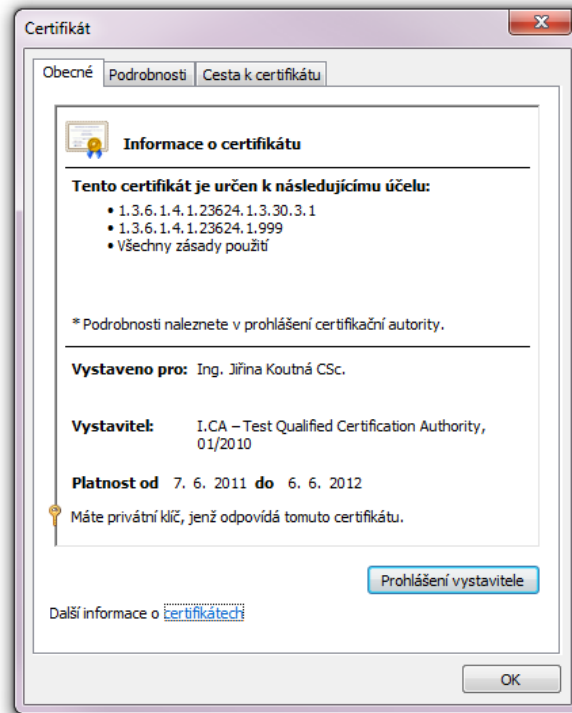 Certifikát
Obecné Podrobnosti Cesta k certifikátu
Informace o certifikátu
Tento certifikát je určen k následujícímu účelu:
• 1.3.6.1.4.1.23624.1.3.30.3.1
• 1.3.6.1.4.1.23624.1.999
• Všechny zásady použití
* Podrobnosti naleznete v prohlášení certifikační autority.
Vystaveno pro: Ing. Jiřina Koutná CSc.
Vystavitel: I.CA – Test Qualified Certification Authority,
01/2010
Platnost od 7. 6. 2011 do 6. 6. 2012
Máte privátní klíč, jenž odpovídá tomuto certifikátu.
Prohlášení vystavitele
Další informace o certifikátech
OK